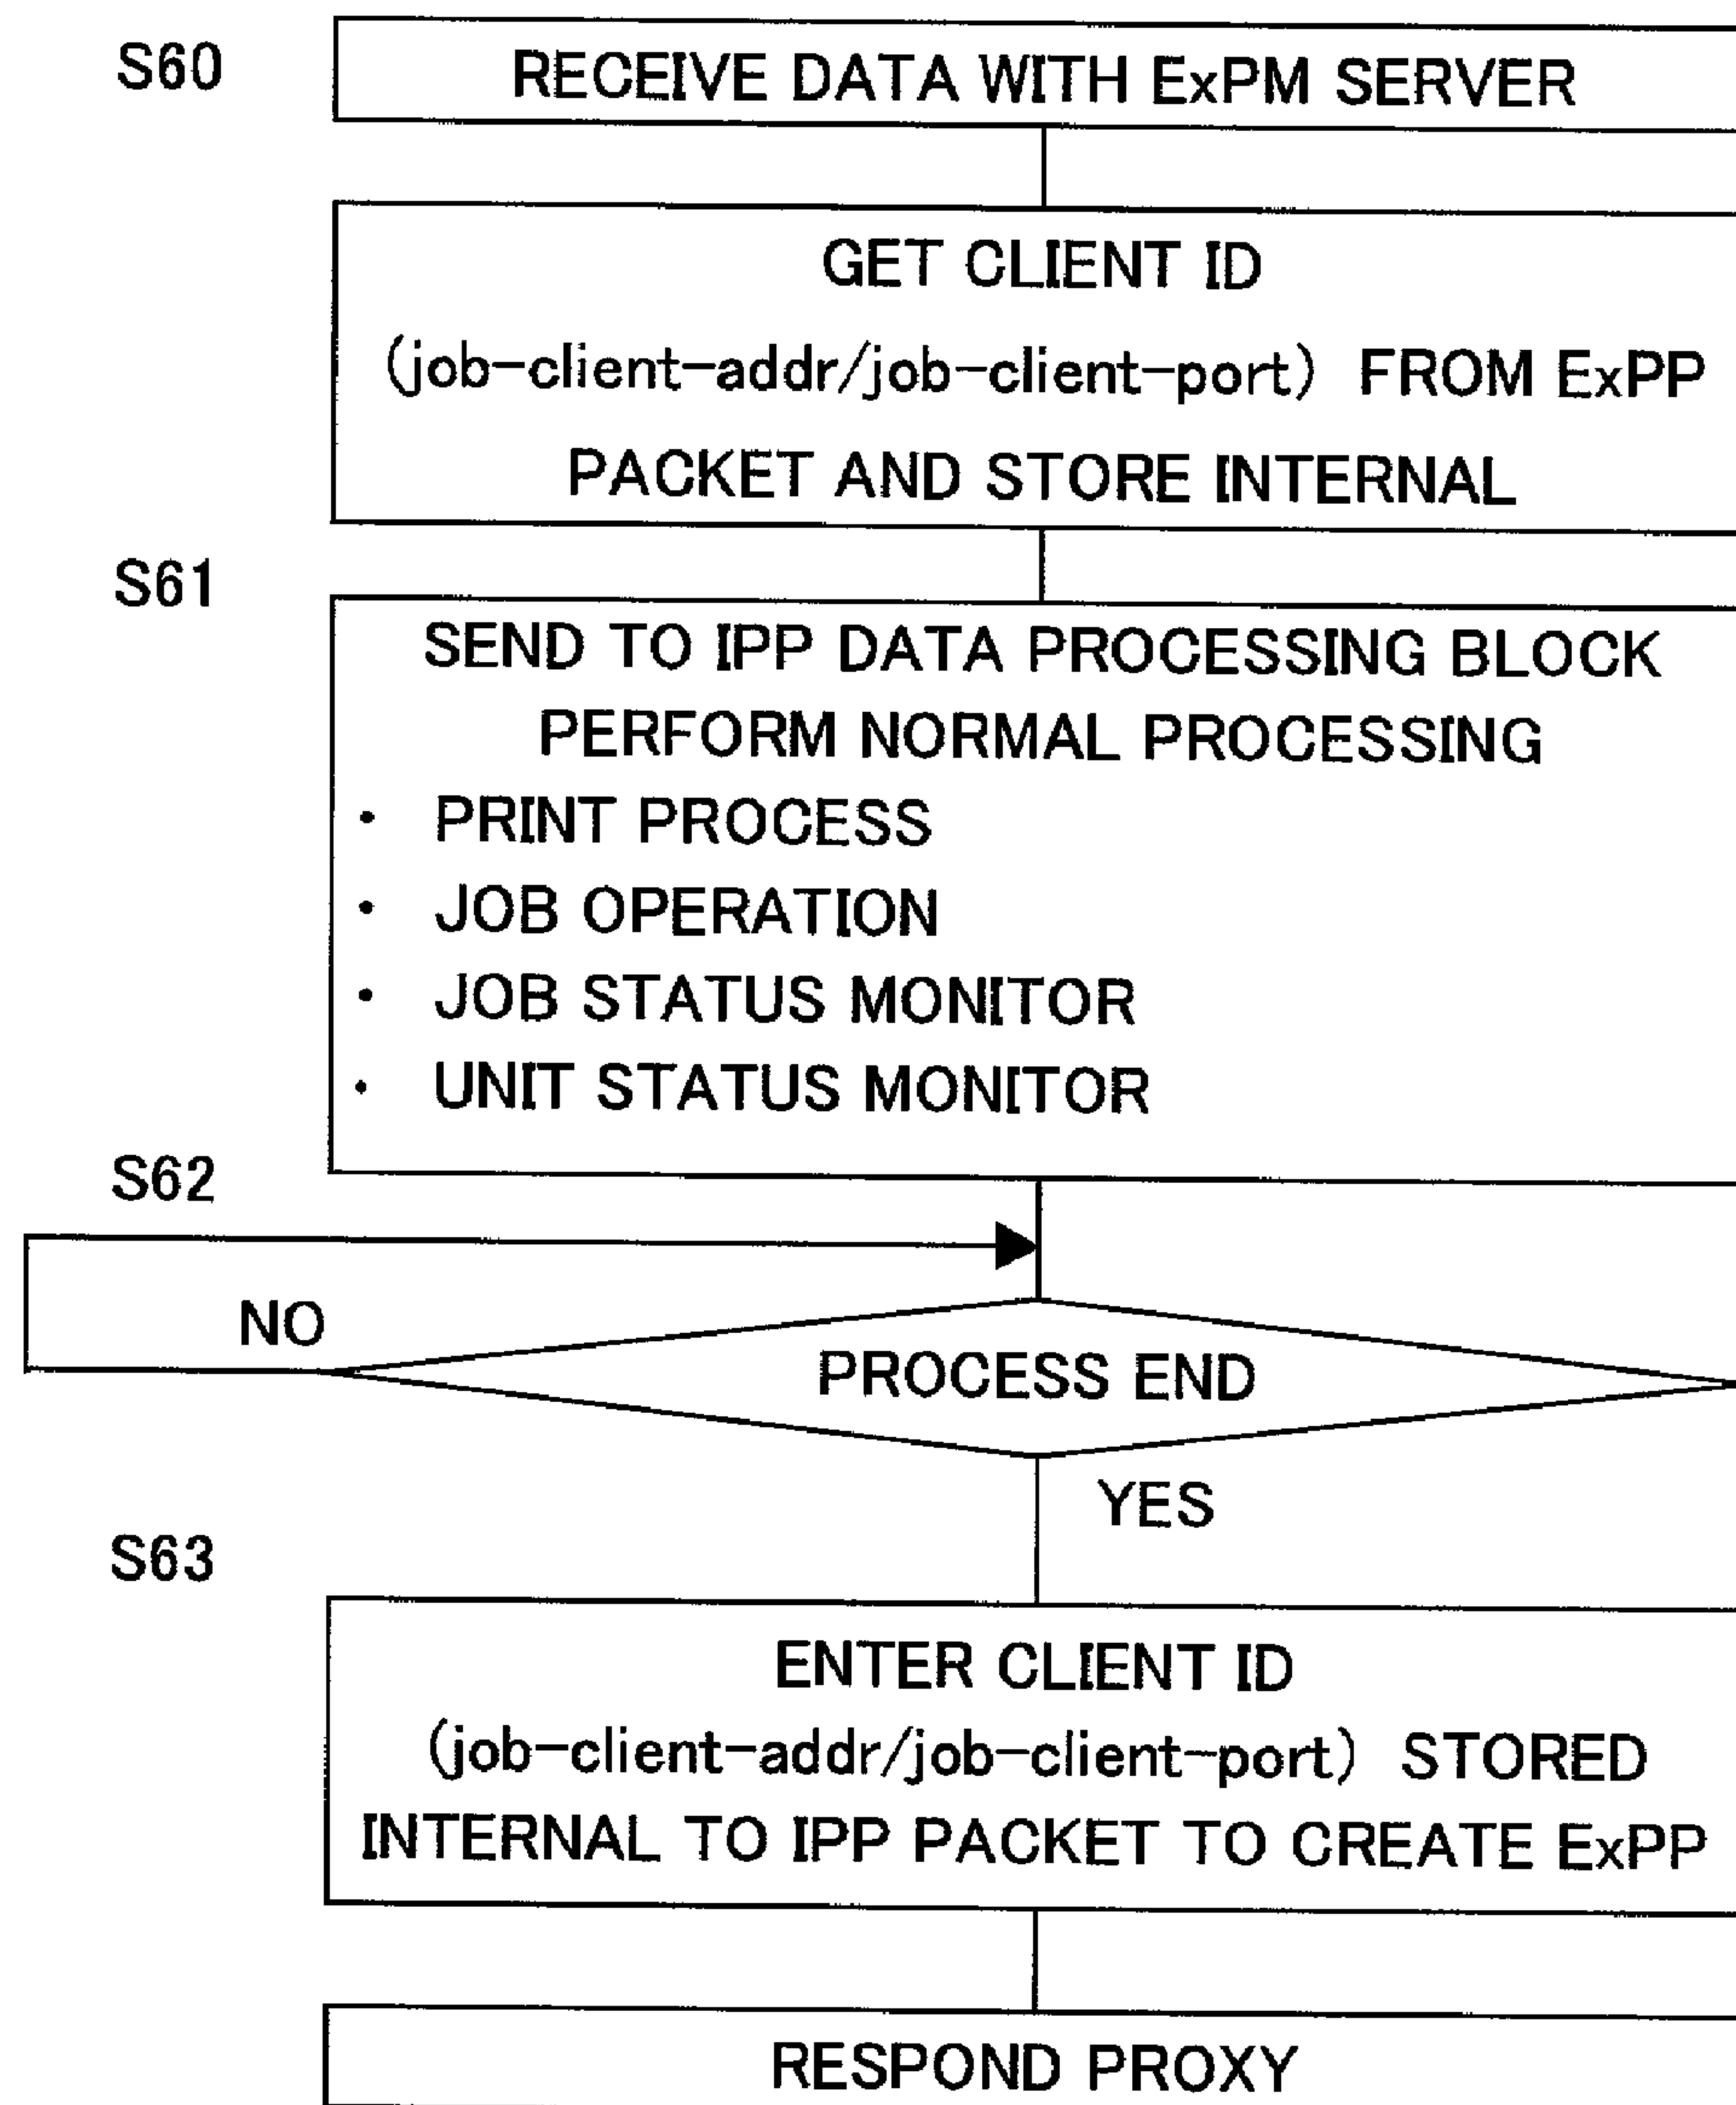 S60
RECEIVE DATA WITH ExPM SERVER
GET CLIENT ID
(job-client-addr/job-client-port) FROM ExPP
PACKET AND STORE INTERNAL
S61
SEND TO IPP DATA PROCESSING BLOCK
PERFORM NORMAL PROCESSING
· PRINT PROCESS
· JOB OPERATION
· JOB STATUS MONITOR
· UNIT STATUS MONITOR
S62
NO
PROCESS END
YES
S63
ENTER CLIENT ID
(job-client-addr/job-client-port) STORED
INTERNAL TO IPP PACKET TO CREATE ExPP
RESPOND PROXY